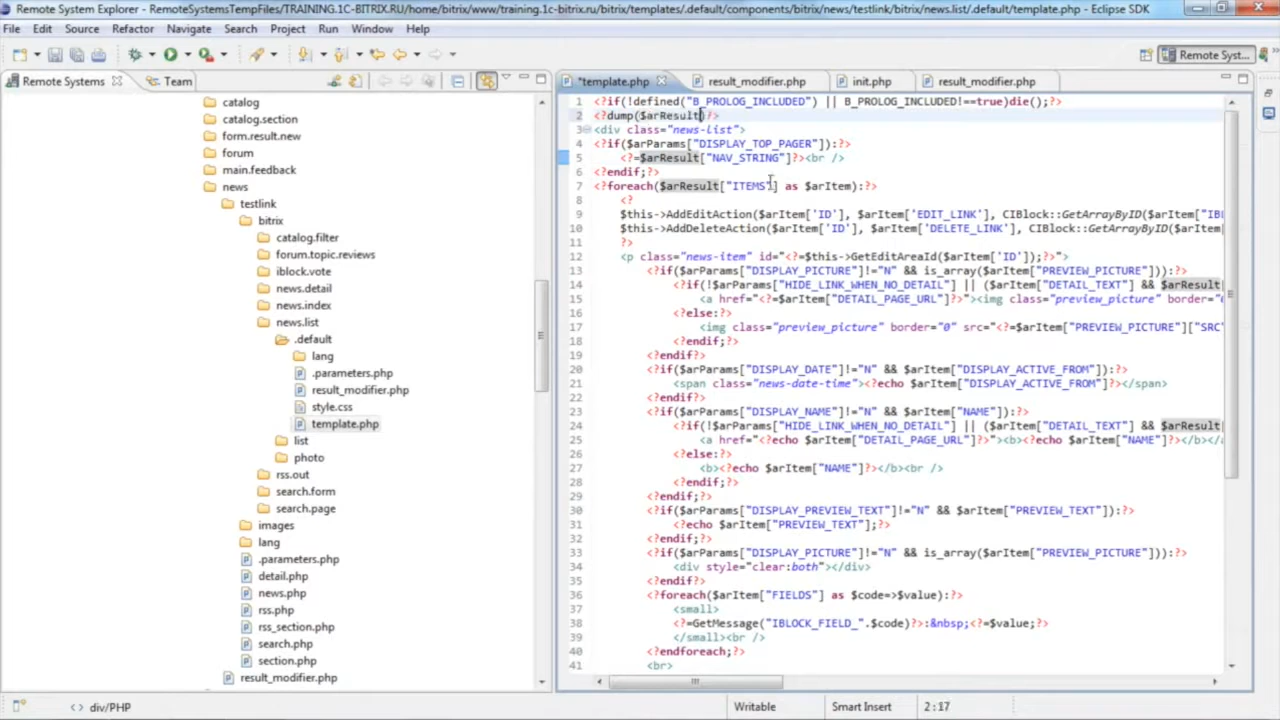 Remote System Explorer - RemoteSystemsTempFiles/TRAINING.1C-BITRIX.RU/home/bitrix/www/training.1c-bitrix.ru/bitrix/templates/.default/components/bitrix/news/testlink/bitrix/news.list/.default/template.php - Eclipse SDK
File Edit Source Refactor Navigate Search Project Run Window Help
Remote Syst...
Remote Systems Team
catalog
catalog.section
form.result.new
forum
main.feedback
news
testlink
bitrix
catalog.filter
forum.topic.reviews
iblock.vote
news.detail
news.index
news.list
.default
lang
.parameters.php
result_modifier.php
style.css
template.php
list
photo
rss.out
search.form
search.page
images
lang
.parameters.php
detail.php
news.php
rss.php
rss_section.php
search.php
section.php
result_modifier.php
*template.php result_modifier.php init.php result_modifier.php
1 <?if(!defined("B_PROLOG_INCLUDED") || B_PROLOG_INCLUDED!==true)die();?>
2 <?dump($arResult)?>
3 <div class="news-list">
4 <?if($arParams["DISPLAY_TOP_PAGER"]):?>
5 <?=$arResult["NAV_STRING"]?><br />
6 <?endif;?>
7 <?foreach($arResult["ITEMS"] as $arItem):?>
8 <?
9 $this->AddEditAction($arItem['ID'], $arItem['EDIT_LINK'], CIBlock::GetArrayByID($arItem["IBL
10 $this->AddDeleteAction($arItem['ID'], $arItem['DELETE_LINK'], CIBlock::GetArrayByID($arItem[
11 ?>
12 <p class="news-item" id="<?=$this->GetEditAreaId($arItem['ID']);?>">
13 <?if($arParams["DISPLAY_PICTURE"]!="N" && is_array($arItem["PREVIEW_PICTURE"])):?>
14 <?if(!$arParams["HIDE_LINK_WHEN_NO_DETAIL"] || ($arItem["DETAIL_TEXT"] && $arResult[
15 <a href="<?=$arItem["DETAIL_PAGE_URL"]?>"><img class="preview_picture" border="0
16 <?else:?>
17 <img class="preview_picture" border="0" src="<?=$arItem["PREVIEW_PICTURE"]["SRC"
18 <?endif;?>
19 <?endif?>
20 <?if($arParams["DISPLAY_DATE"]!="N" && $arItem["DISPLAY_ACTIVE_FROM"]):?>
21 <span class="news-date-time"><?echo $arItem["DISPLAY_ACTIVE_FROM"]?></span>
22 <?endif?>
23 <?if($arParams["DISPLAY_NAME"]!="N" && $arItem["NAME"]):?>
24 <?if(!$arParams["HIDE_LINK_WHEN_NO_DETAIL"] || ($arItem["DETAIL_TEXT"] && $arResult[
25 <a href="<?echo $arItem["DETAIL_PAGE_URL"]?>"><b><?echo $arItem["NAME"]?></b></a
26 <?else:?>
27 <b><?echo $arItem["NAME"]?></b><br />
28 <?endif;?>
29 <?endif;?>
30 <?if($arParams["DISPLAY_PREVIEW_TEXT"]!="N" && $arItem["PREVIEW_TEXT"]):?>
31 <?echo $arItem["PREVIEW_TEXT"];?>
32 <?endif;?>
33 <?if($arParams["DISPLAY_PICTURE"]!="N" && is_array($arItem["PREVIEW_PICTURE"])):?>
34 <div style="clear:both"></div>
35 <?endif?>
36 <?foreach($arItem["FIELDS"] as $code=>$value):?>
37 <small>
38 <?=GetMessage("IBLOCK_FIELD_".$code)?>:&nbsp;<?=$value;?>
39 </small><br />
40 <?endforeach;?>
41 <br>
<> div/PHP Writable Smart Insert 2:17